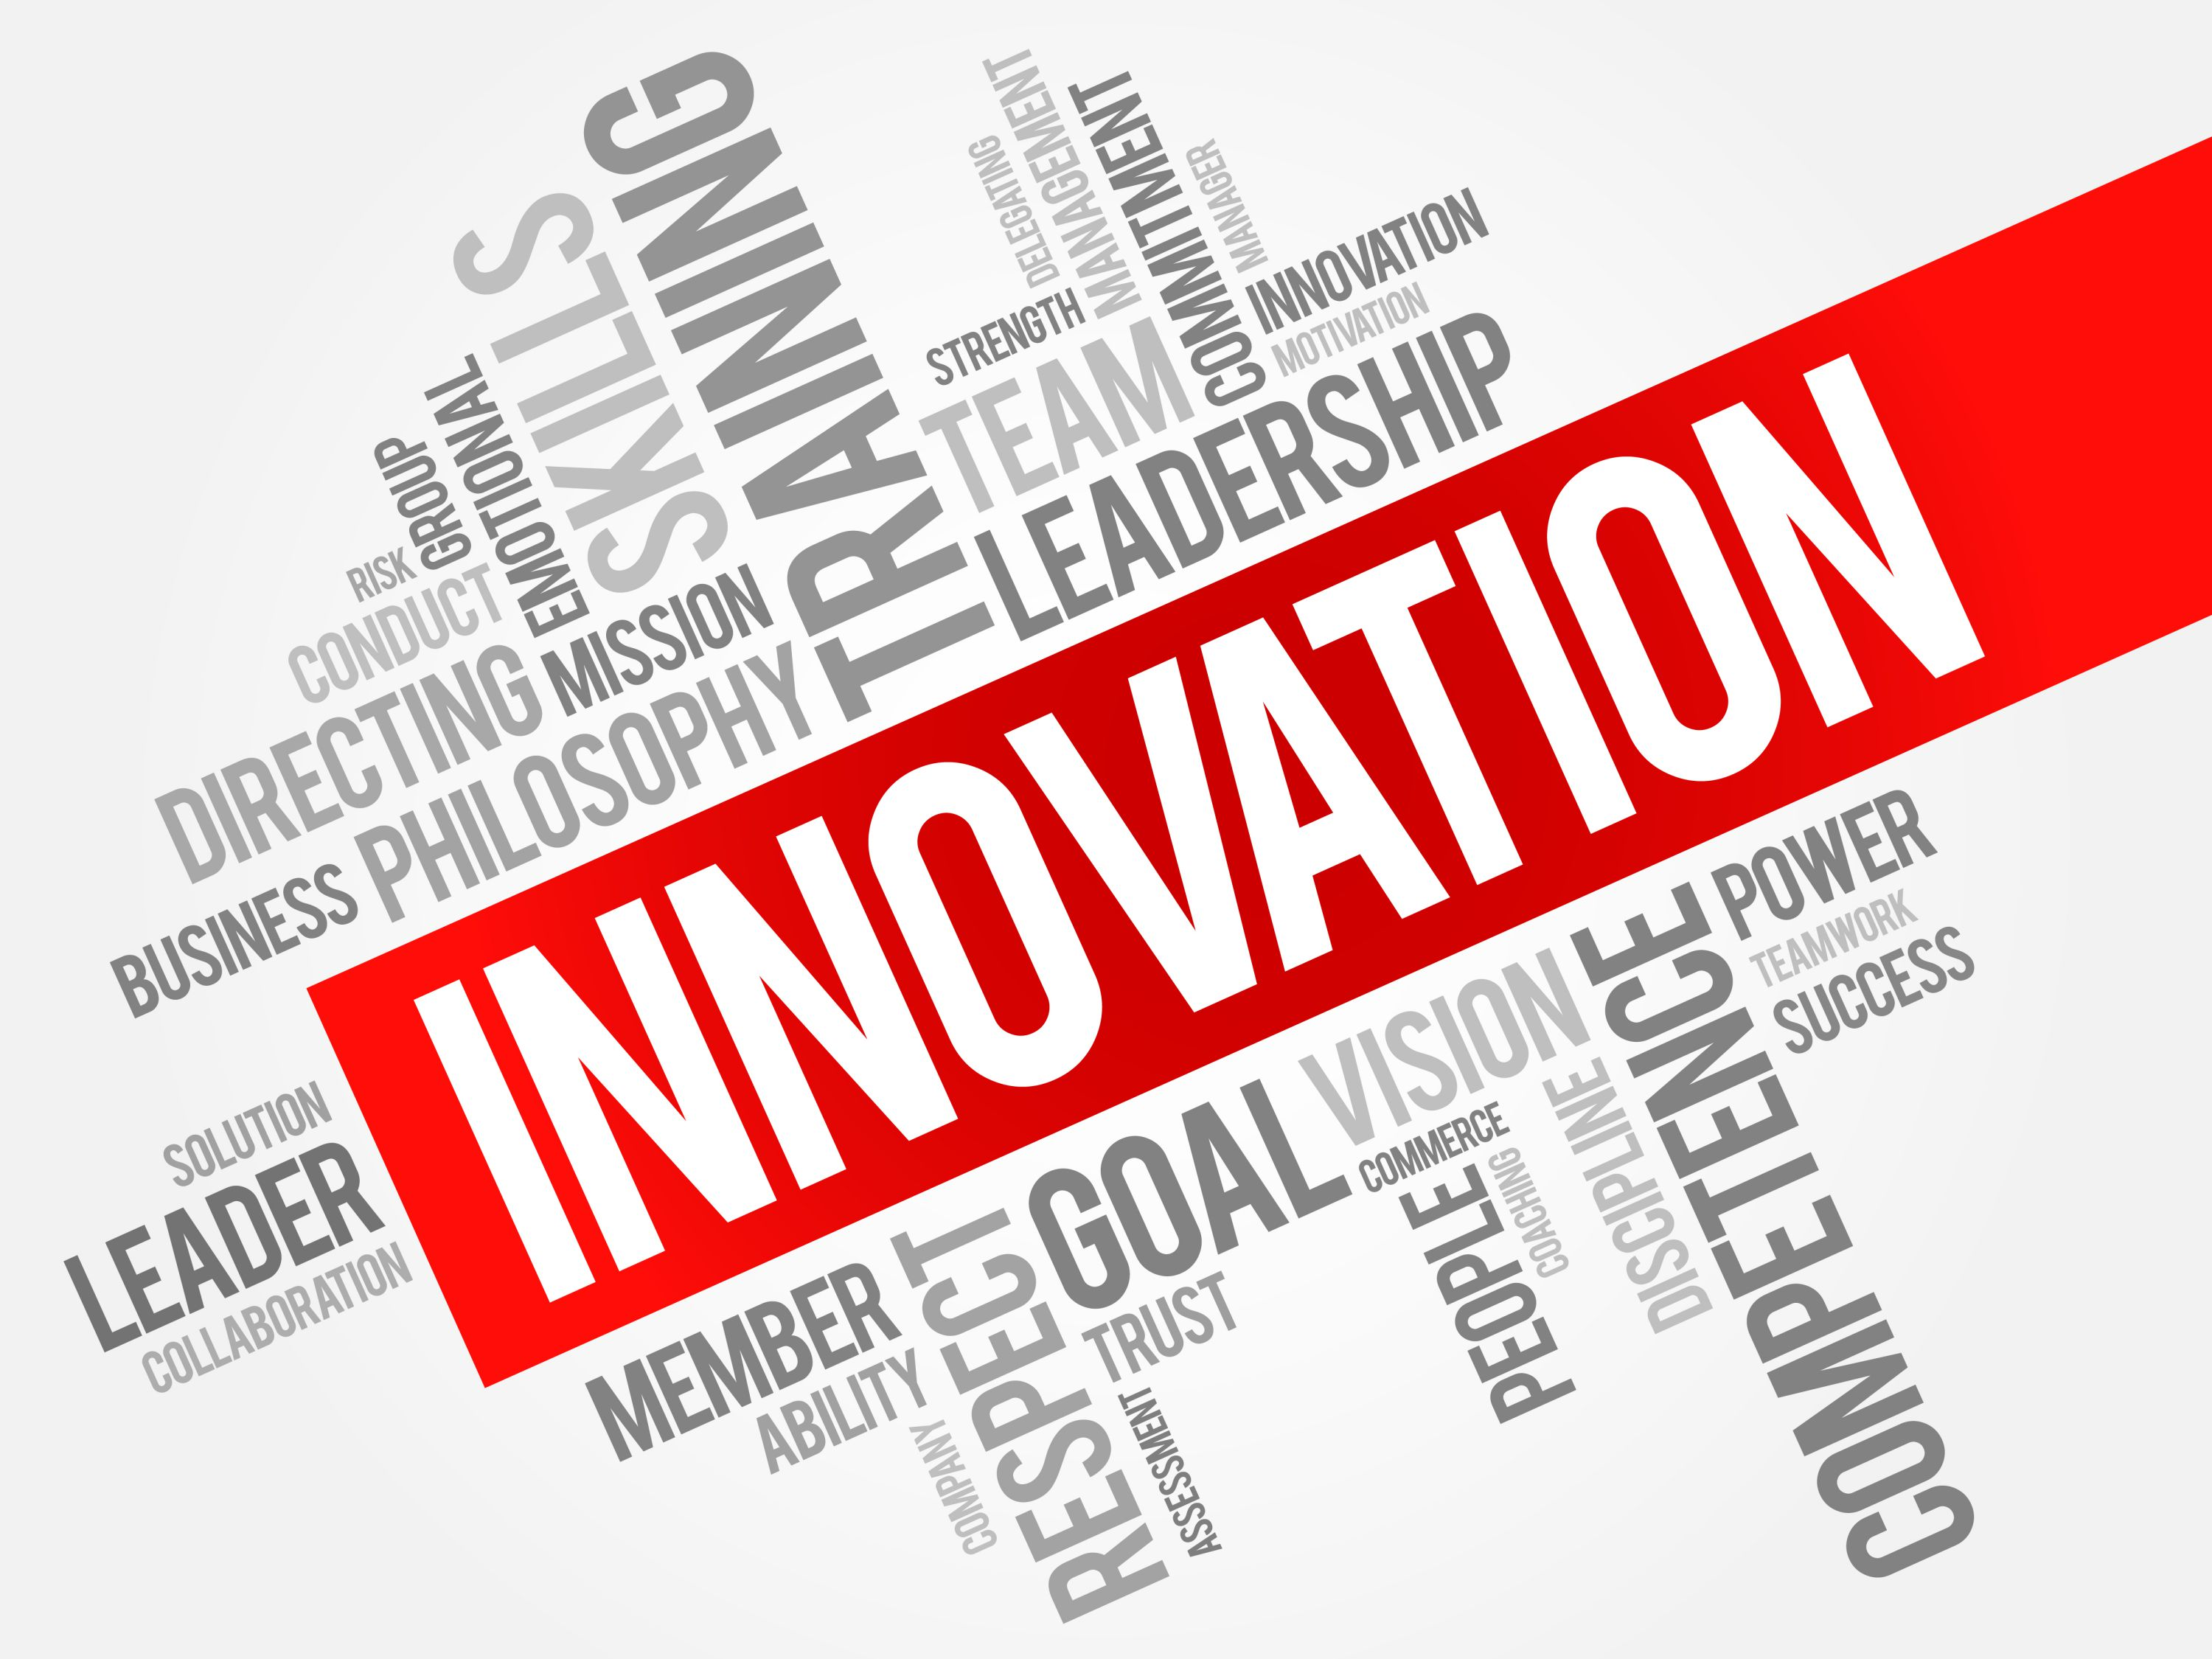 DELEGATING
MANAGEMENT
COMMITMENT
MANAGER
INNOVATION
MOTIVATION
STRENGTH
TEAM
LEADERSHIP
TRAINING
SKILLS
EMOTIONAL
GROUP
RISK
CONDUCT
MISSION
DIRECTING
PHILOSOPHY
BUSINESS
INNOVATION
SOLUTION
LEADER
COLLABORATION
POWER
TEAMWORK
SUCCESS
COMPETENCE
VISION
DISCIPLINE
COMMERCE
COACHING
PEOPLE
GOAL
TRUST
RESPECT
MEMBER
ABILITY
COMPANY
ASSESSMENT